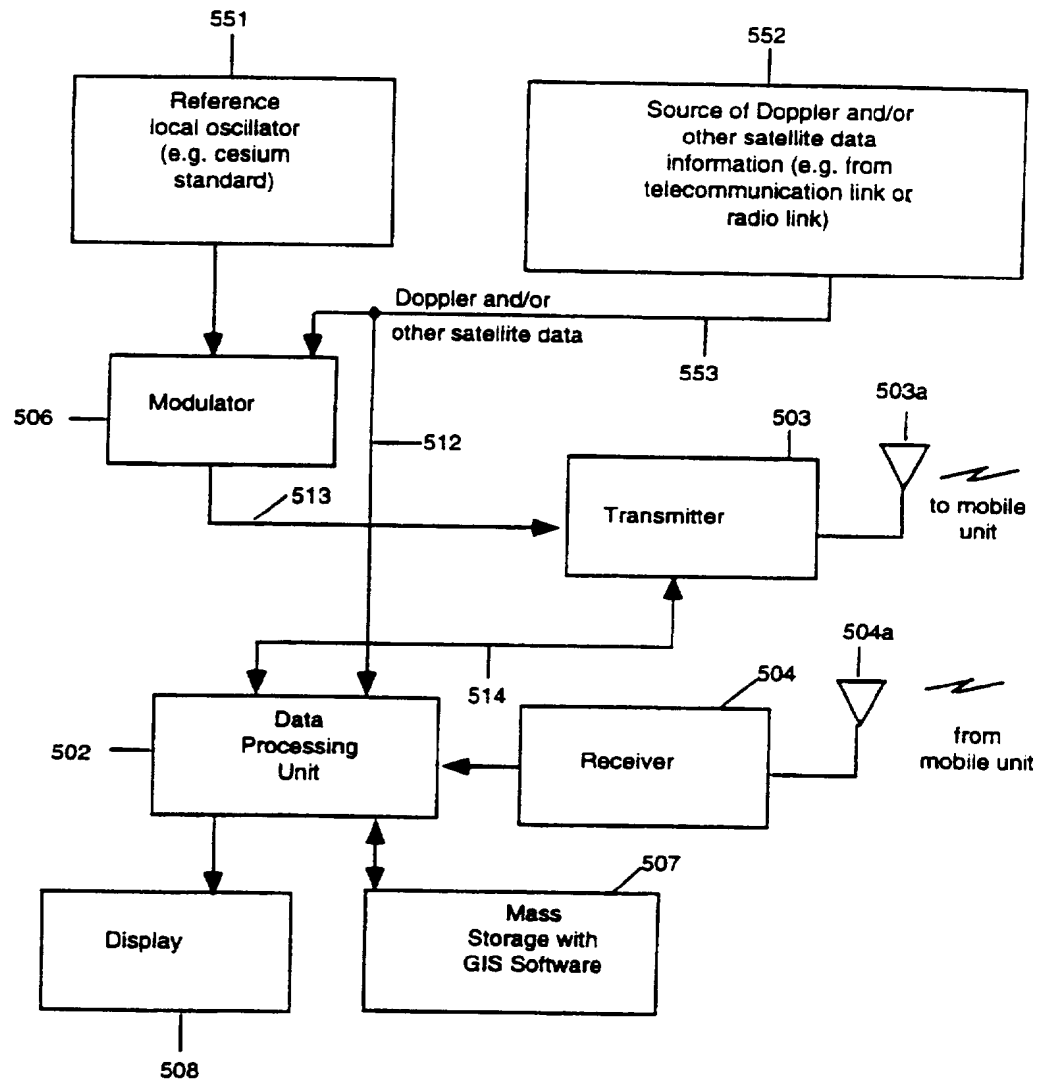 551
552
Reference
local oscillator
(e.g. cesium
standard)
Source of Doppler and/or
other satellite data
information (e.g. from
telecommunication link or
radio link)
Doppler and/or
other satellite data
553
Modulator
506
512
503
503a
513
Transmitter
to mobile
unit
504a
514
504
Data
Processing
Unit
502
Receiver
from
mobile unit
507
Display
Mass
Storage with
GIS Software
508